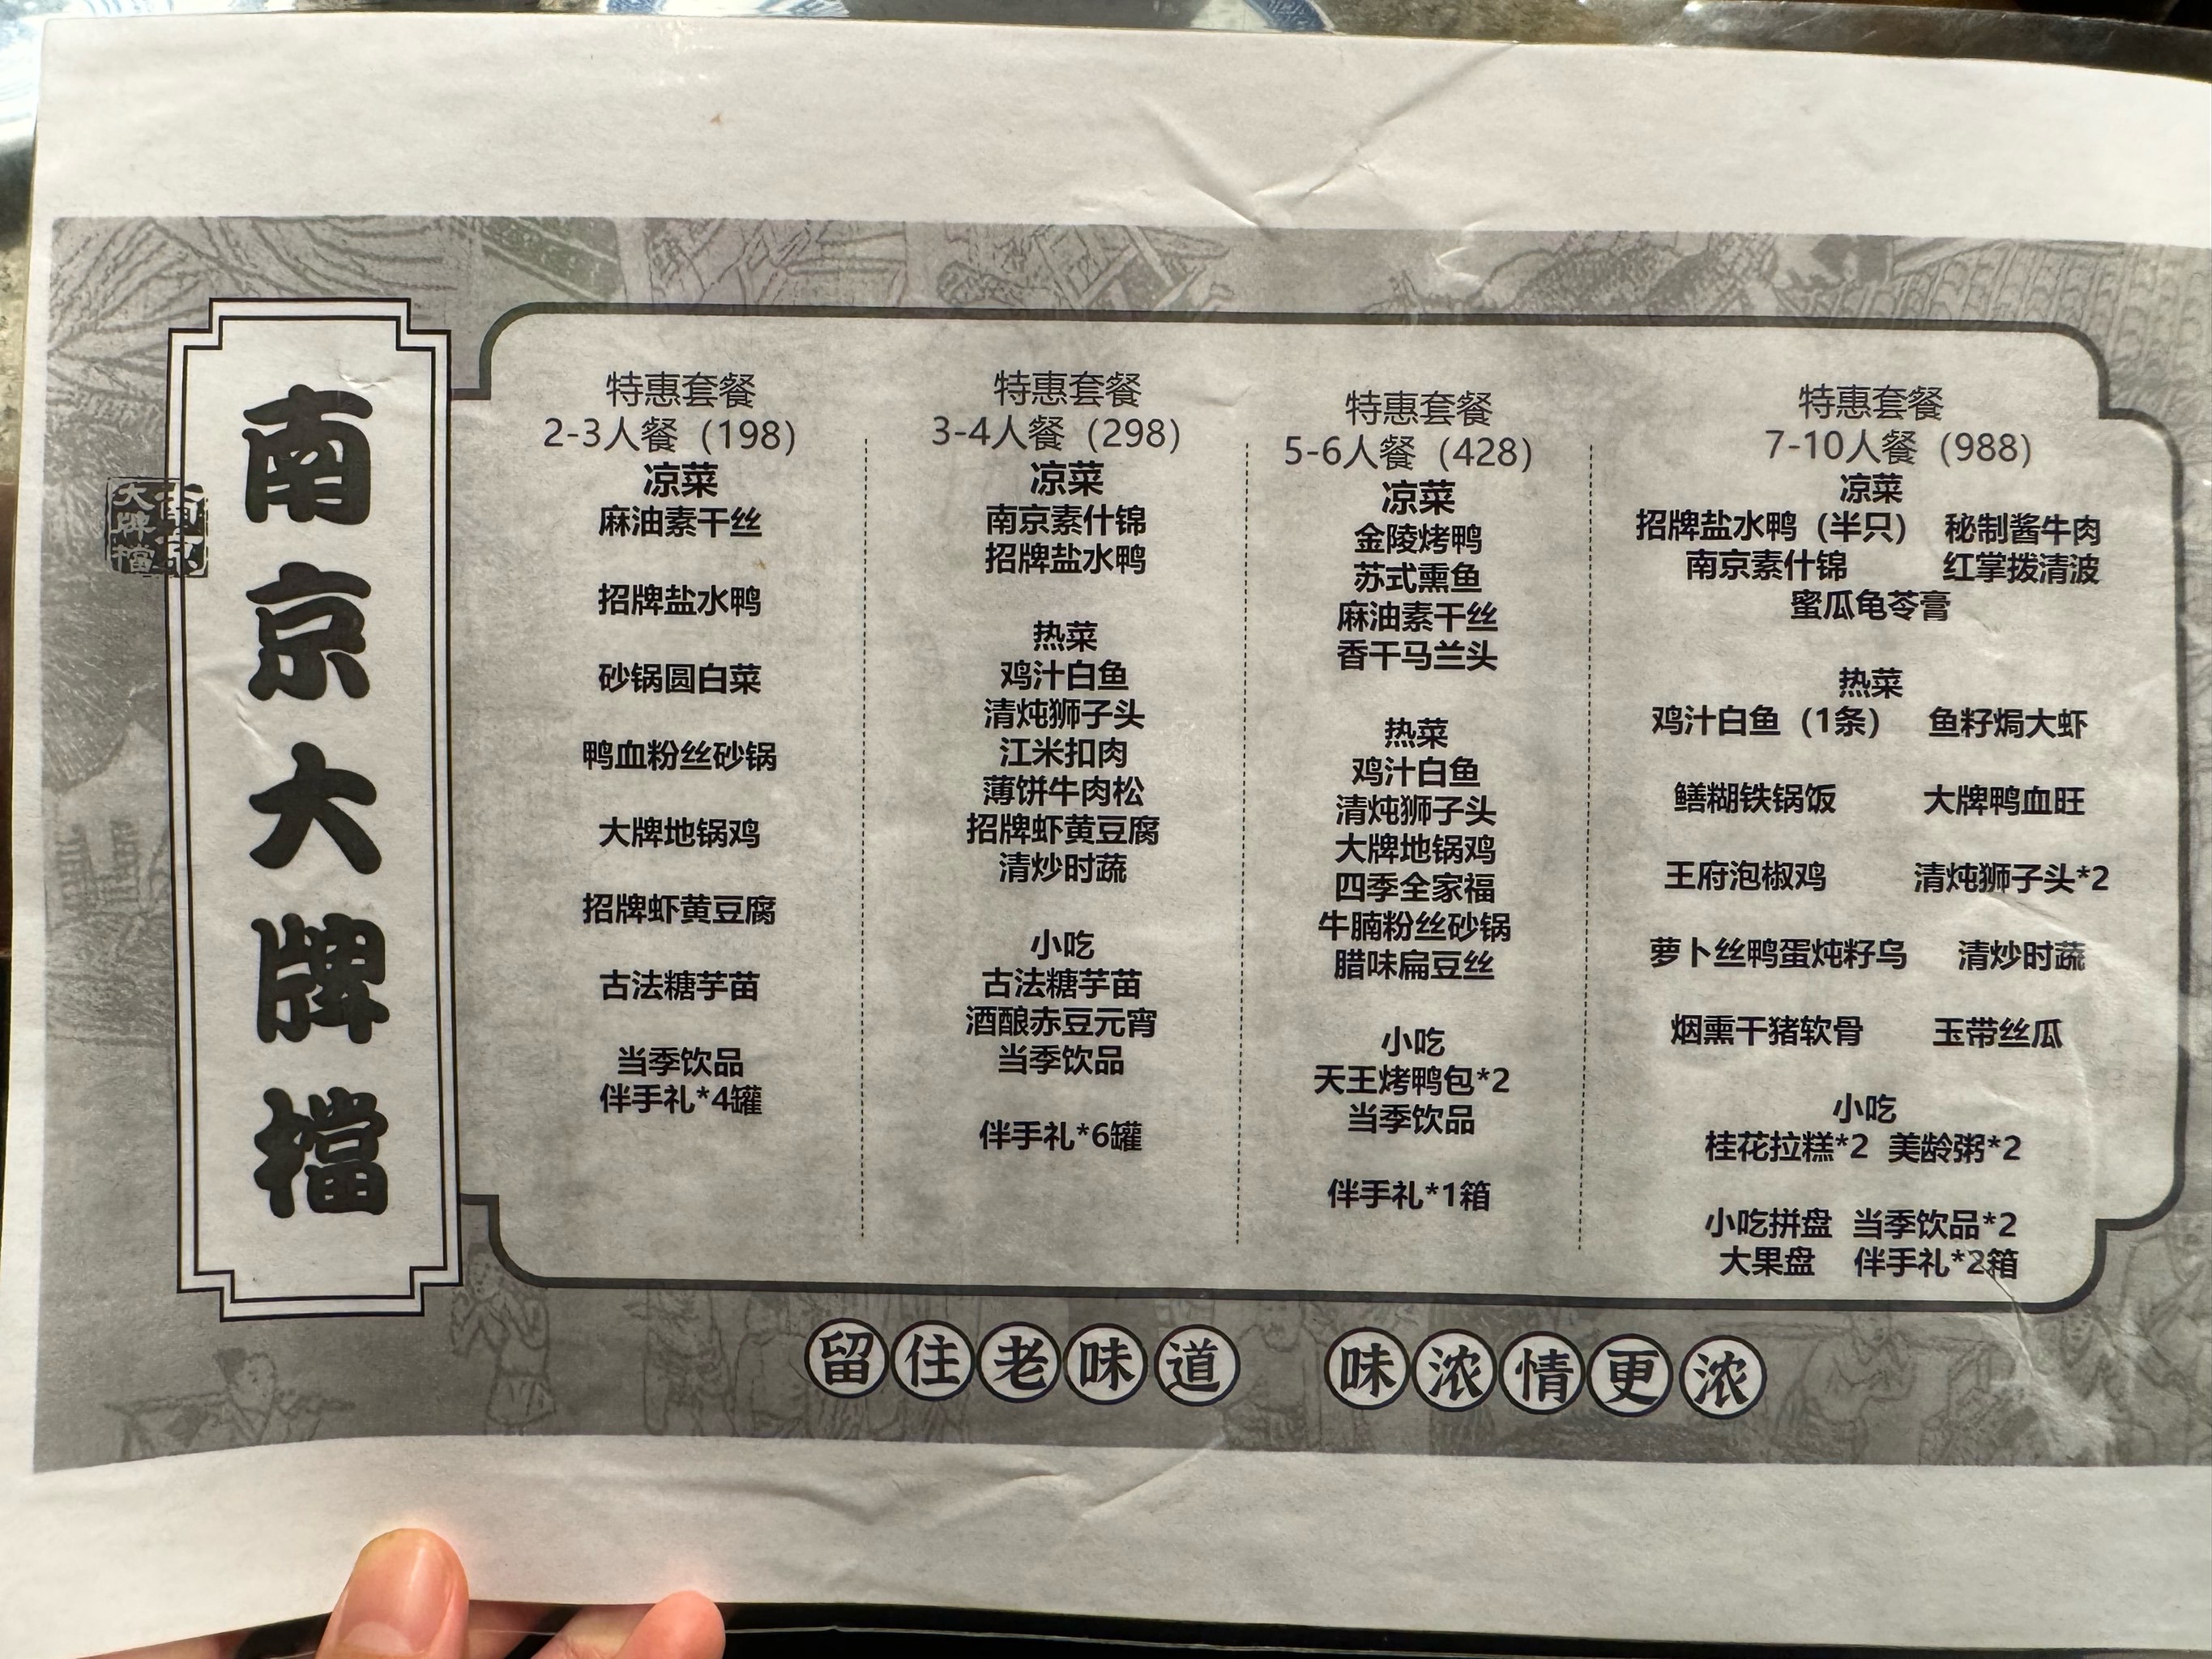 南京大牌檔
南京
大牌檔
特惠套餐
2-3人餐（198）
凉菜
麻油素干丝
招牌盐水鸭
砂锅圆白菜
鸭血粉丝砂锅
大牌地锅鸡
招牌虾黄豆腐
古法糖芋苗
当季饮品
伴手礼*4罐
特惠套餐
3-4人餐（298）
凉菜
南京素什锦
招牌盐水鸭
热菜
鸡汁白鱼
清炖狮子头
江米扣肉
薄饼牛肉松
招牌虾黄豆腐
清炒时蔬
小吃
古法糖芋苗
酒酿赤豆元宵
当季饮品
伴手礼*6罐
特惠套餐
5-6人餐（428）
凉菜
金陵烤鸭
苏式熏鱼
麻油素干丝
香干马兰头
热菜
鸡汁白鱼
清炖狮子头
大牌地锅鸡
四季全家福
牛腩粉丝砂锅
腊味扁豆丝
小吃
天王烤鸭包*2
当季饮品
伴手礼*1箱
特惠套餐
7-10人餐（988）
凉菜
招牌盐水鸭（半只） 秘制酱牛肉
南京素什锦 红掌拨清波
蜜瓜龟苓膏
热菜
鸡汁白鱼（1条） 鱼籽焗大虾
鳝糊铁锅饭 大牌鸭血旺
王府泡椒鸡 清炖狮子头*2
萝卜丝鸭蛋炖籽乌 清炒时蔬
烟熏干猪软骨 玉带丝瓜
小吃
桂花拉糕*2 美龄粥*2
小吃拼盘 当季饮品*2
大果盘 伴手礼*2箱
留住老味道 味浓情更浓